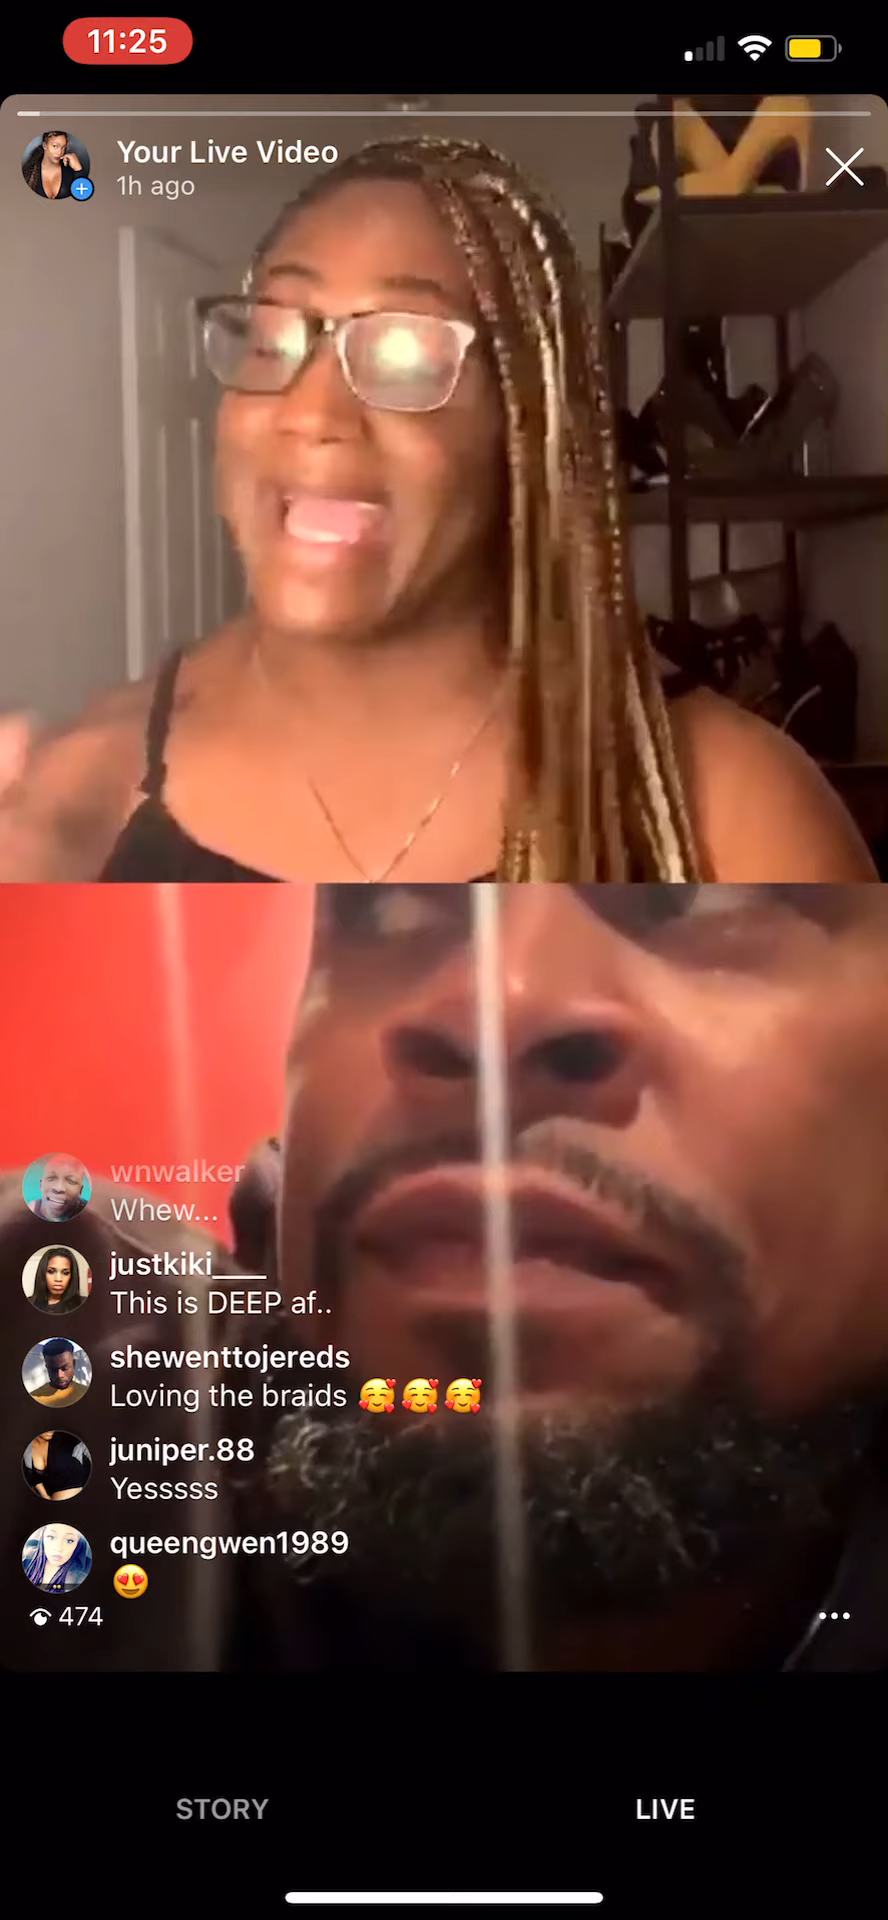 11:25
Your Live Video
1h ago
wnwalker
Whew...
justkiki____
This is DEEP af..
shewenttojereds
Loving the braids 🥰🥰🥰
juniper.88
Yesssss
queengwen1989
😍
474
STORY
LIVE